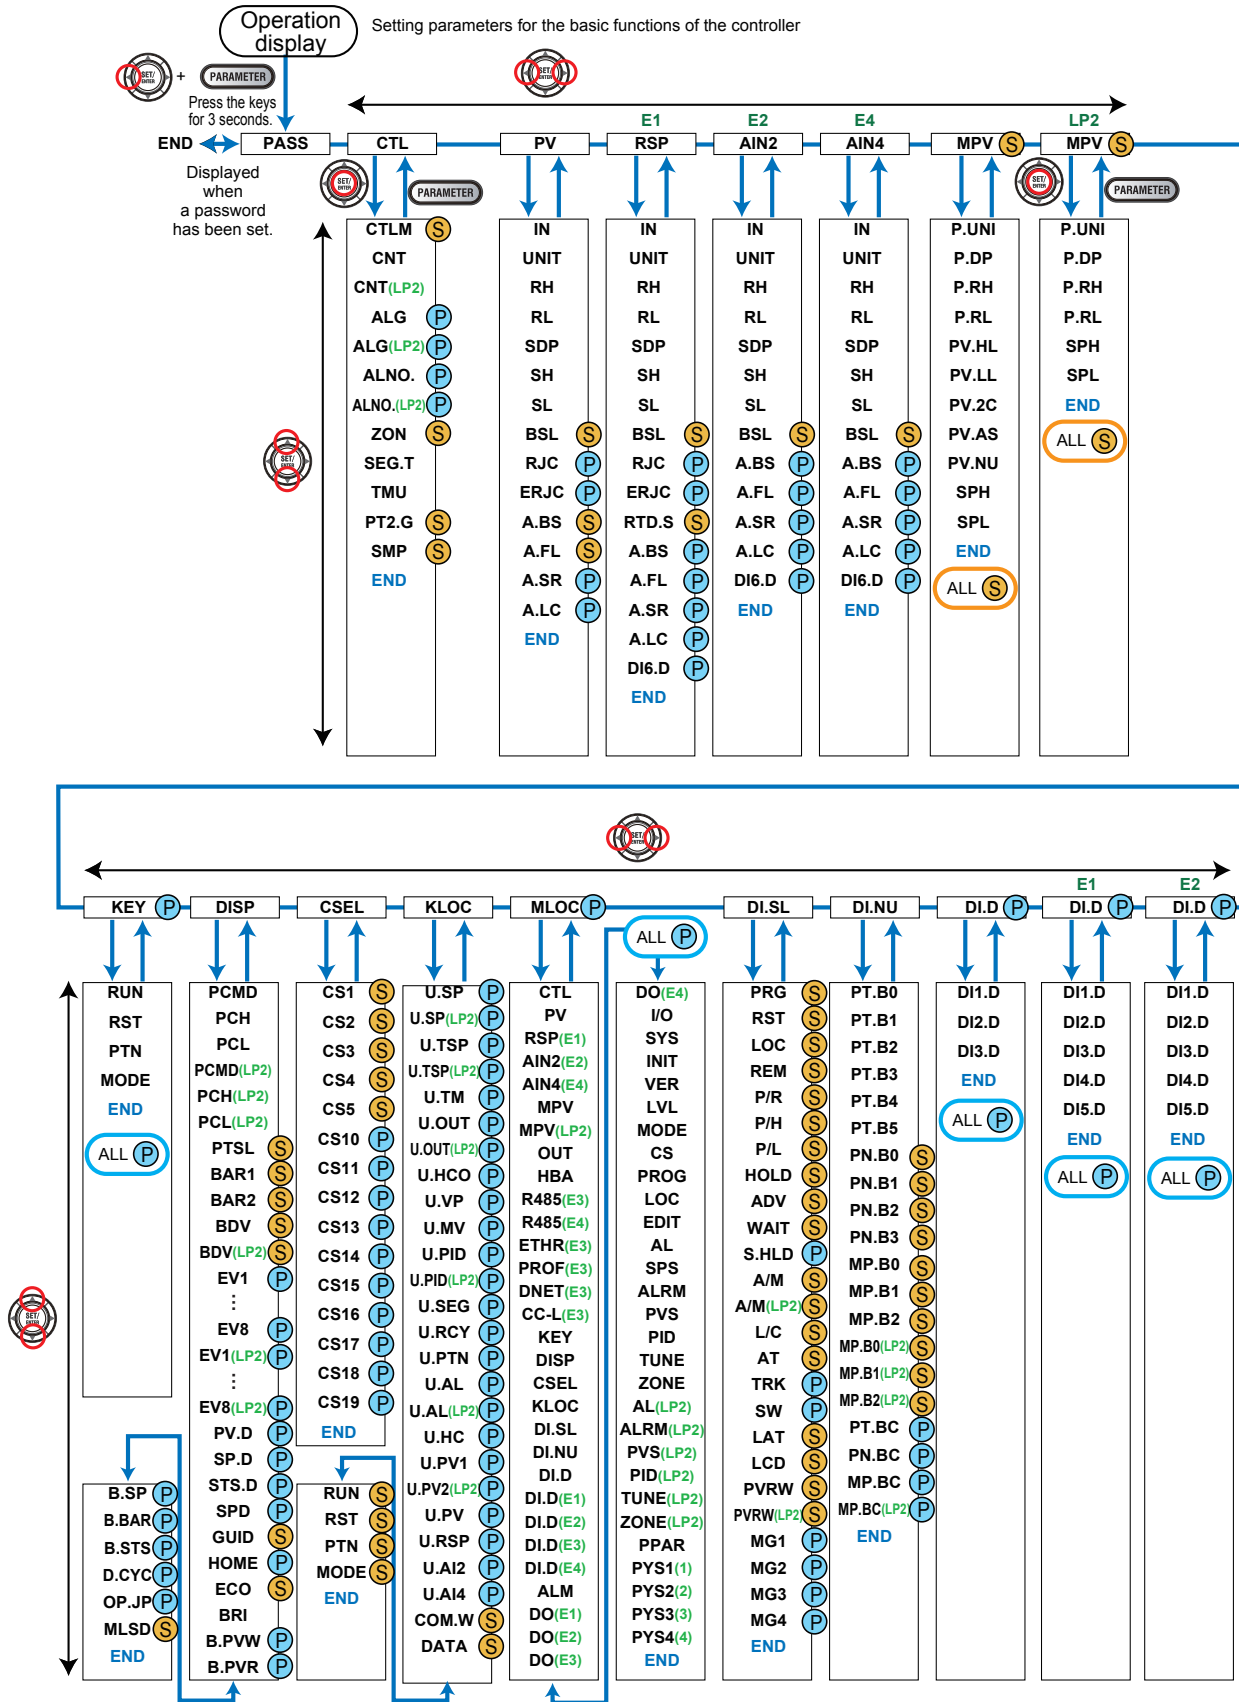 Operation
display
Setting parameters for the basic functions of the controller
SET/
ENTER
+
PARAMETER
Press the keys
for 3 seconds.
SET/
ENTER
E1
E2
E4
LP2
END
PASS
CTL
PV
RSP
AIN2
AIN4
MPV S
MPV S
Displayed
when
a password
has been set.
SET/
ENTER
PARAMETER
SET/
ENTER
PARAMETER
SET/
ENTER
CTLM S
CNT
CNT(LP2)
ALG P
ALG(LP2) P
ALNO. P
ALNO.(LP2) P
ZON S
SEG.T
TMU
PT2.G S
SMP S
END
IN
UNIT
RH
RL
SDP
SH
SL
BSL S
RJC P
ERJC P
A.BS S
A.FL S
A.SR P
A.LC P
END
IN
UNIT
RH
RL
SDP
SH
SL
BSL S
RJC P
ERJC P
RTD.S S
A.BS P
A.FL P
A.SR P
A.LC P
DI6.D P
END
IN
UNIT
RH
RL
SDP
SH
SL
BSL S
A.BS P
A.FL P
A.SR P
A.LC P
DI6.D P
END
IN
UNIT
RH
RL
SDP
SH
SL
BSL S
A.BS P
A.FL P
A.SR P
A.LC P
DI6.D P
END
P.UNI
P.DP
P.RH
P.RL
PV.HL
PV.LL
PV.2C
PV.AS
PV.NU
SPH
SPL
END
ALL S
P.UNI
P.DP
P.RH
P.RL
SPH
SPL
END
ALL S
SET/
ENTER
E1
E2
KEY P
DISP
CSEL
KLOC
MLOC P
DI.SL
DI.NU
DI.D P
DI.D P
DI.D P
SET/
ENTER
RUN
RST
PTN
MODE
END
ALL P
PCMD
PCH
PCL
PCMD(LP2)
PCH(LP2)
PCL(LP2)
PTSL S
BAR1 S
BAR2 S
BDV S
BDV(LP2) S
EV1 P
⋮
EV8 P
EV1(LP2) P
⋮
EV8(LP2) P
PV.D P
SP.D P
STS.D P
SPD P
GUID S
HOME P
ECO S
BRI
B.PVW P
B.PVR P
B.SP P
B.BAR P
B.STS P
D.CYC P
OP.JP P
MLSD S
END
CS1 S
CS2 S
CS3 S
CS4 S
CS5 S
CS10 P
CS11 P
CS12 P
CS13 P
CS14 P
CS15 P
CS16 P
CS17 P
CS18 P
CS19 P
END
U.SP P
U.SP(LP2) P
U.TSP P
U.TSP(LP2) P
U.TM P
U.OUT P
U.OUT(LP2) P
U.HCO P
U.VP P
U.MV P
U.PID P
U.PID(LP2) P
U.SEG P
U.RCY P
U.PTN P
U.AL P
U.AL(LP2) P
U.HC P
U.PV1 P
U.PV2(LP2) P
U.PV P
U.RSP P
U.AI2 P
U.AI4 P
COM.W S
DATA S
RUN S
RST S
PTN S
MODE S
END
CTL
PV
RSP(E1)
AIN2(E2)
AIN4(E4)
MPV
MPV(LP2)
OUT
HBA
R485(E3)
R485(E4)
ETHR(E3)
PROF(E3)
DNET(E3)
CC-L(E3)
KEY
DISP
CSEL
KLOC
DI.SL
DI.NU
DI.D
DI.D(E1)
DI.D(E2)
DI.D(E3)
DI.D(E4)
ALM
DO(E1)
DO(E2)
DO(E3)
ALL P
DO(E4)
I/O
SYS
INIT
VER
LVL
MODE
CS
PROG
LOC
EDIT
AL
SPS
ALRM
PVS
PID
TUNE
ZONE
AL(LP2)
ALRM(LP2)
PVS(LP2)
PID(LP2)
TUNE(LP2)
ZONE(LP2)
PPAR
PYS1(1)
PYS2(2)
PYS3(3)
PYS4(4)
END
PRG S
RST S
LOC S
REM S
P/R S
P/H S
P/L S
HOLD S
ADV S
WAIT S
S.HLD P
A/M S
A/M(LP2) S
L/C S
AT S
TRK P
SW P
LAT S
LCD S
PVRW S
PVRW(LP2) S
MG1 P
MG2 P
MG3 P
MG4 P
END
PT.B0
PT.B1
PT.B2
PT.B3
PT.B4
PT.B5
PN.B0 S
PN.B1 S
PN.B2 S
PN.B3 S
MP.B0 S
MP.B1 S
MP.B2 S
MP.B0(LP2) S
MP.B1(LP2) S
MP.B2(LP2) S
PT.BC P
PN.BC P
MP.BC P
MP.BC(LP2) P
END
DI1.D
DI2.D
DI3.D
END
ALL P
DI1.D
DI2.D
DI3.D
DI4.D
DI5.D
END
ALL P
DI1.D
DI2.D
DI3.D
DI4.D
DI5.D
END
ALL P